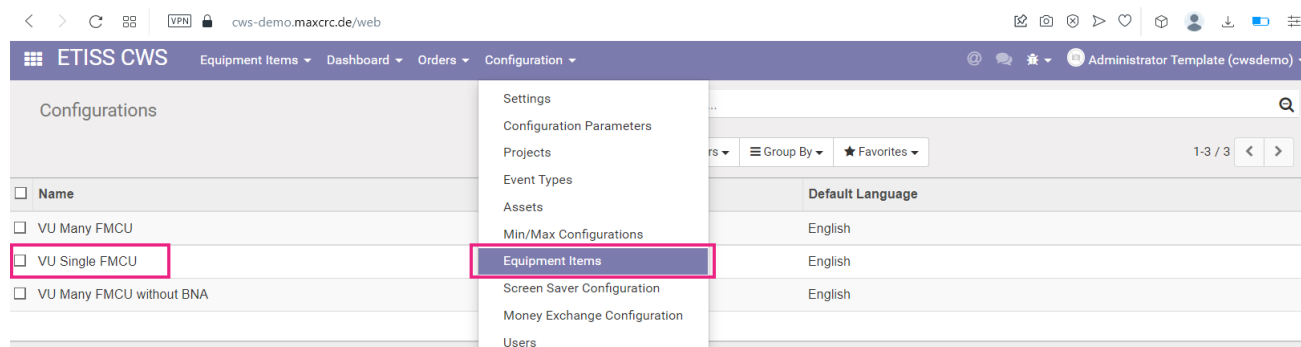 VPN cws-demo.maxcrc.de/web
ETISS CWS Equipment Items Dashboard Orders Configuration Administrator Template (cwsdemo)
Configurations
Settings
Configuration Parameters
Projects
Event Types
Assets
Min/Max Configurations
Equipment Items
Screen Saver Configuration
Money Exchange Configuration
Users
...
rs Group By Favorites 1-3 / 3
Name Default Language
VU Many FMCU English
VU Single FMCU English
VU Many FMCU without BNA English